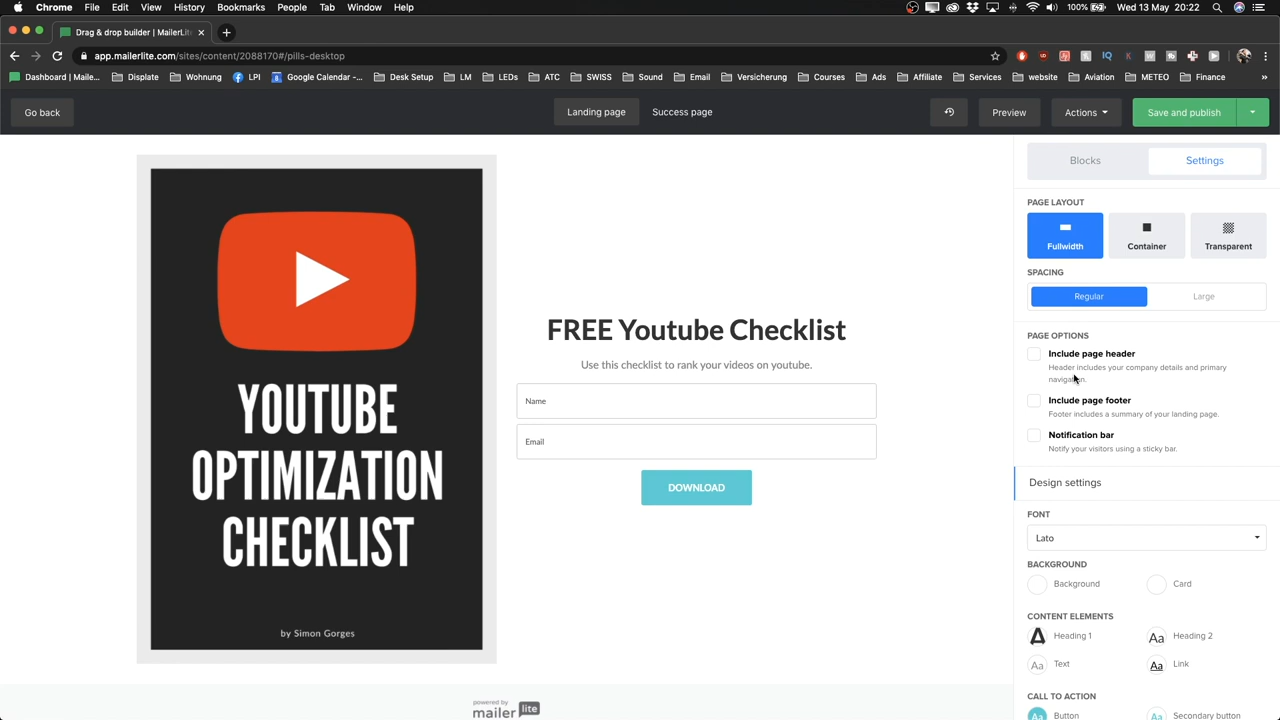 Chrome File Edit View History Bookmarks People Tab Window Help 100% Wed 13 May 20:22
Drag & drop builder | MailerLit
app.mailerlite.com/sites/content/2088170#/pills-desktop
Dashboard | Maile... Displate Wohnung LPI Google Calendar -... Desk Setup LM LEDs ATC SWISS Sound Email Versicherung Courses Ads Affiliate Services Aviation METEO Finance
Go back Landing page Success page Preview Actions Save and publish
Blocks Settings
PAGE LAYOUT
Fullwidth Container Transparent
SPACING
Regular Large
PAGE OPTIONS
Include page header
Header includes your company details and primary
navigation.
Include page footer
Footer includes a summary of your landing page.
Notification bar
Notify your visitors using a sticky bar.
Design settings
FONT
Lato
BACKGROUND
Background Card
CONTENT ELEMENTS
Heading 1 Aa Heading 2
Aa Text Aa Link
CALL TO ACTION
Aa Button Aa Secondary button
YOUTUBE
OPTIMIZATION
CHECKLIST
by Simon Gorges
FREE Youtube Checklist
Use this checklist to rank your videos on youtube.
Name
Email
DOWNLOAD
powered by
mailer lite